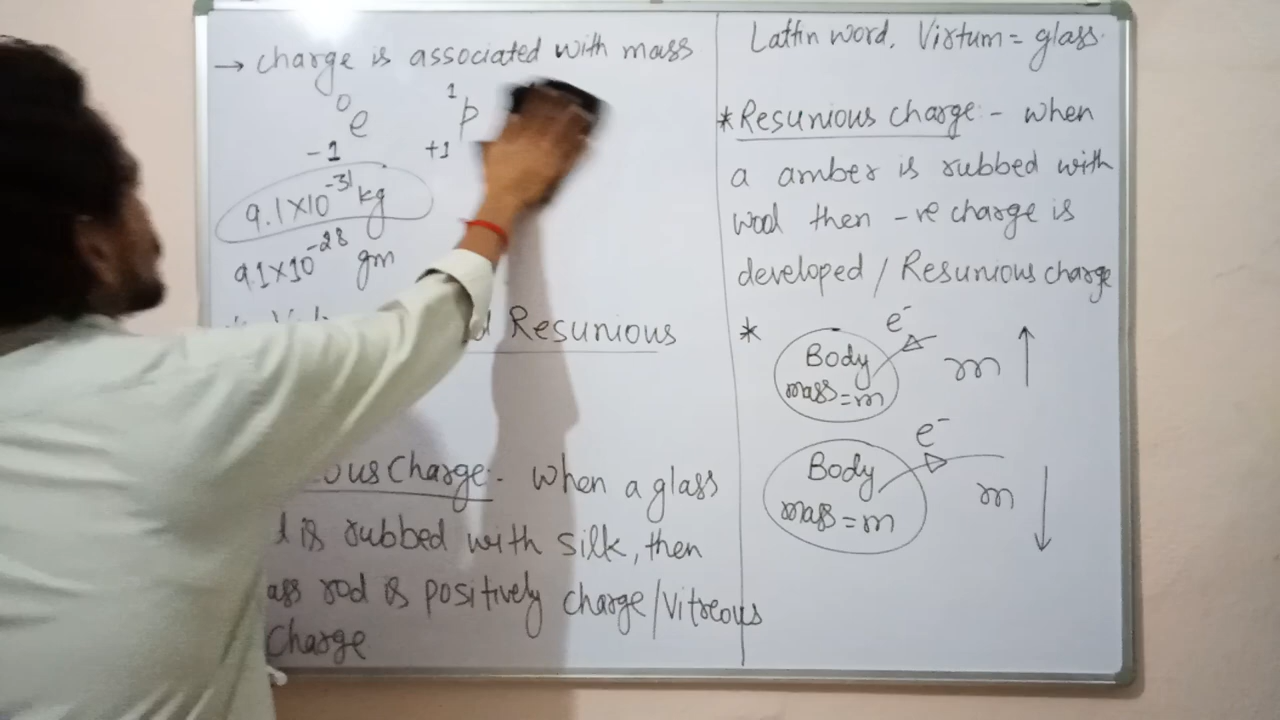 → charge is associated with mass
0
e
-1
1
p
+1
9.1×10⁻³¹ kg
9.1×10⁻²⁸ gm
Resunious
ous Charge:- when a glass
is rubbed with silk, then
ass rod is positively charge/Vitreous
Charge
Lattin word, Virtum = glass.
*Resunious charge:- when
a amber is rubbed with
wool then -ve charge is
developed / Resunious charge
*
e⁻
Body
mass=m
m ↑
e⁻
Body
mass=m
m ↓